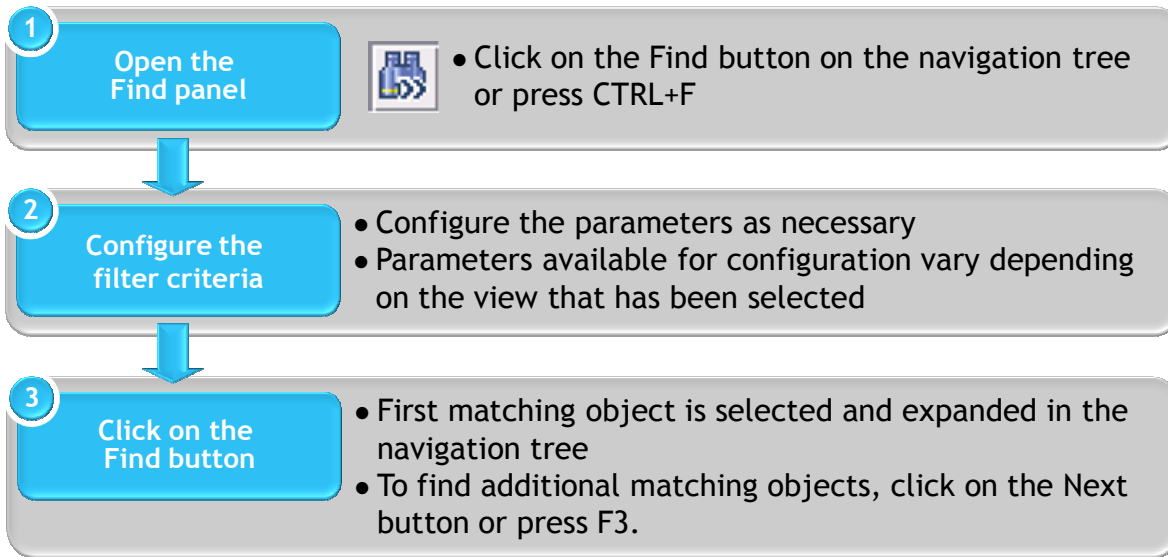 1
Open the
Find panel
● Click on the Find button on the navigation tree
or press CTRL+F
2
Configure the
filter criteria
● Configure the parameters as necessary
● Parameters available for configuration vary depending
on the view that has been selected
3
Click on the
Find button
● First matching object is selected and expanded in the
navigation tree
● To find additional matching objects, click on the Next
button or press F3.